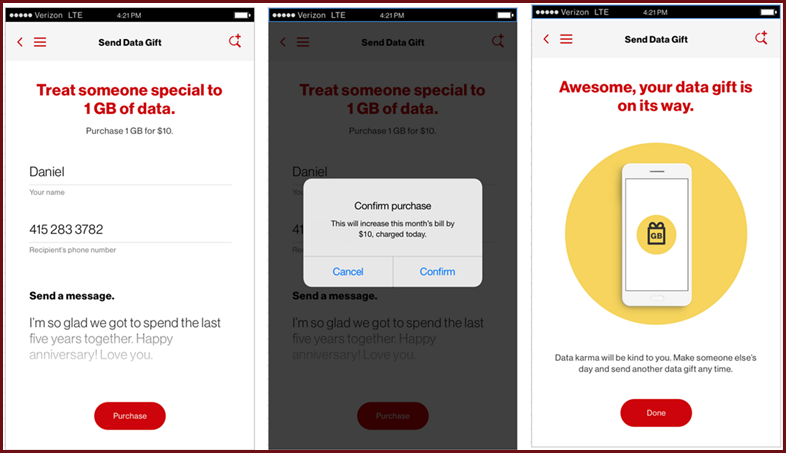 Verizon LTE 4:21 PM
Send Data Gift
Treat someone special to
1 GB of data.
Purchase 1 GB for $10.
Daniel
Your name
415 283 3782
Recipient's phone number
Send a message.
I'm so glad we got to spend the last
five years together. Happy
anniversary! Love you.
Purchase
Verizon LTE 4:21 PM
Send Data Gift
Treat someone special to
1 GB of data.
Purchase 1 GB for $10.
Daniel
Your name
Confirm purchase
This will increase this month's bill by
$10, charged today.
Cancel Confirm
41
Recipient's phone number
Send a message.
I'm so glad we got to spend the last
five years together. Happy
anniversary! Love you.
Purchase
Verizon LTE 4:21 PM
Send Data Gift
Awesome, your data gift is
on its way.
GB
Data karma will be kind to you. Make someone else's
day and send another data gift any time.
Done